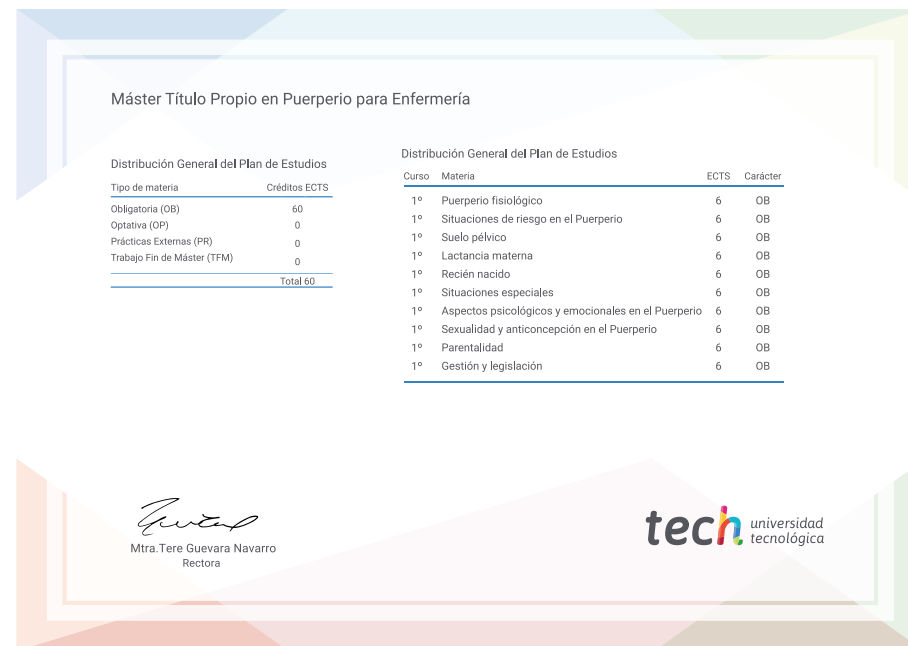 Máster Título Propio en Puerperio para Enfermería
Distribución General del Plan de Estudios
Tipo de materia Créditos ECTS
Obligatoria (OB) 60
Optativa (OP) 0
Prácticas Externas (PR) 0
Trabajo Fin de Máster (TFM) 0
Total 60
Distribución General del Plan de Estudios
Curso Materia ECTS Carácter
1º Puerperio fisiológico 6 OB
1º Situaciones de riesgo en el Puerperio 6 OB
1º Suelo pélvico 6 OB
1º Lactancia materna 6 OB
1º Recién nacido 6 OB
1º Situaciones especiales 6 OB
1º Aspectos psicológicos y emocionales en el Puerperio 6 OB
1º Sexualidad y anticoncepción en el Puerperio 6 OB
1º Parentalidad 6 OB
1º Gestión y legislación 6 OB
Mtra.Tere Guevara Navarro
Rectora
tech universidad
tecnológica